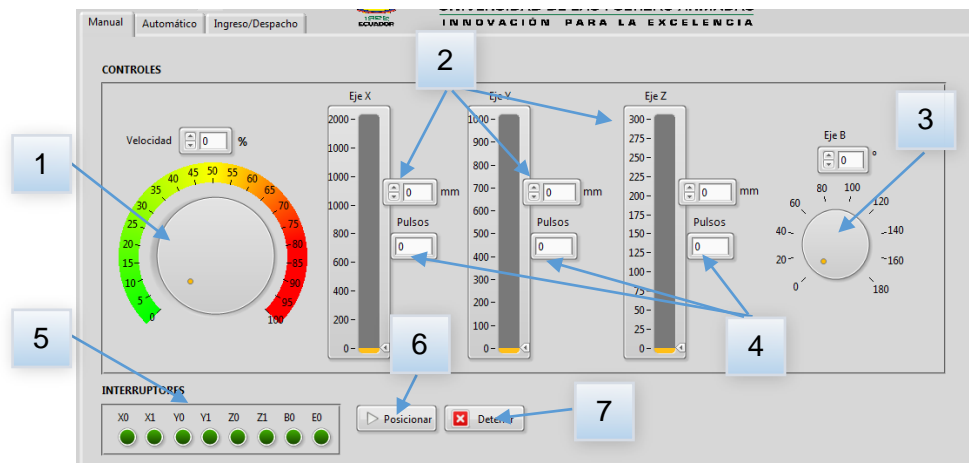 Manual Automático Ingreso/Despacho
ECUADOR
INNOVACIÓN PARA LA EXCELENCIA
CONTROLES
2
Eje X Eje Y Eje Z
3
Velocidad 0 %
1
0 5 10 15 20 25 30 35 40 45 50 55 60 65 70 75 80 85 90 95 100
2000
1000
1000
1000
800
600
400
200
0
0 mm
Pulsos
0
1000
900
800
700
600
500
400
300
200
100
0
0 mm
Pulsos
0
300
275
250
225
200
175
150
125
100
75
50
25
0
0 mm
Pulsos
0
Eje B
0 °
0 20 40 60 80 100 120 140 160 180
4
5
6
7
INTERRUPTORES
X0 X1 Y0 Y1 Z0 Z1 B0 E0
Posicionar Detener